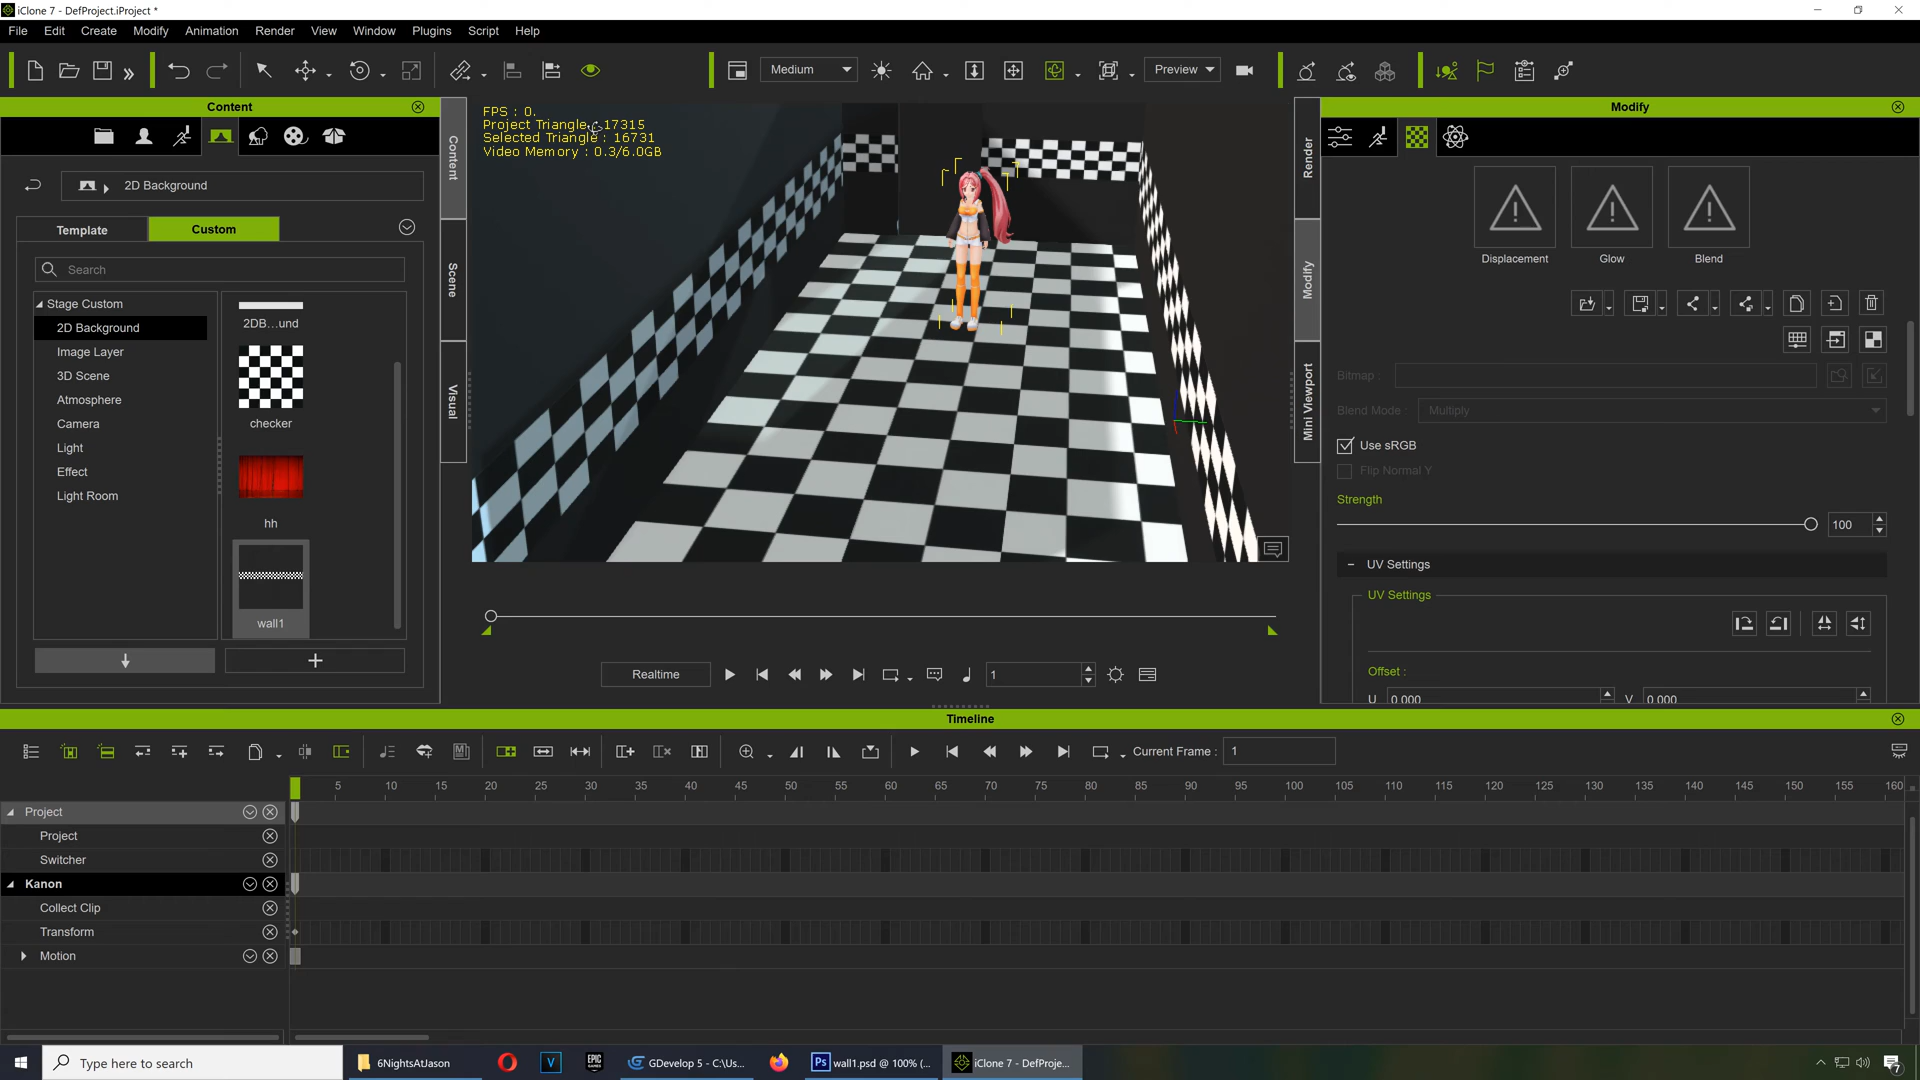 iClone 7 - DefProject.iProject *
File Edit Create Modify Animation Render View Window Plugins Script Help
Medium
Preview
Content
Modify
2D Background
Template
Custom
Search
Stage Custom
2D Background
Image Layer
3D Scene
Atmosphere
Camera
Light
Effect
Light Room
2DB...und
checker
hh
wall1
Content
Scene
Visual
FPS : 0.
Project Triangle : 17315
Selected Triangle : 16731
Video Memory : 0.3/6.0GB
Render
Modify
Mini Viewport
Displacement
Glow
Blend
Bitmap :
Blend Mode : Multiply
Use sRGB
Flip Normal Y
Strength
100
UV Settings
UV Settings
Offset :
U 0.000 V 0.000
Realtime
1
Timeline
Current Frame : 1
5 10 15 20 25 30 35 40 45 50 55 60 65 70 75 80 85 90 95 100 105 110 115 120 125 130 135 140 145 150 155 160
Project
Project
Switcher
Kanon
Collect Clip
Transform
Motion
Type here to search
6NightsAtJason
V
EPIC GAMES
GDevelop 5 - C:\Us...
Ps
wall1.psd @ 100% (...
iClone 7 - DefProje...
7